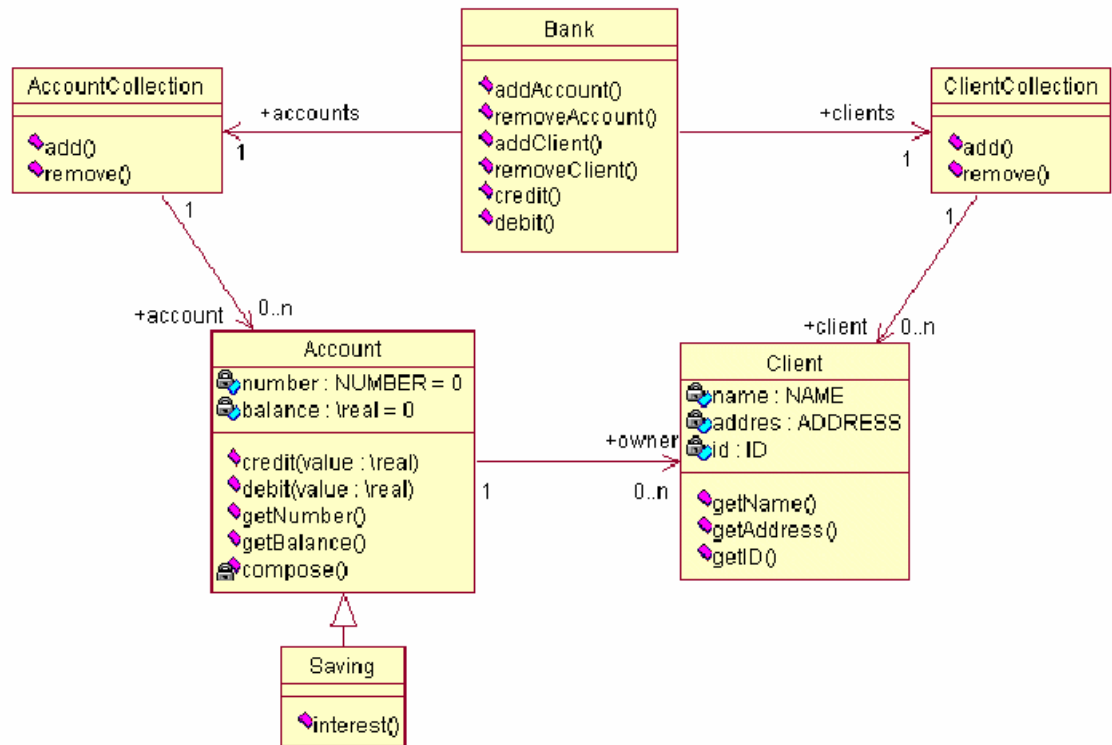 Bank
addAccount()
removeAccount()
addClient()
removeClient()
credit()
debit()
AccountCollection
add()
remove()
ClientCollection
add()
remove()
+accounts
1
+clients
1
1
+account
0..n
1
+client
0..n
Account
number : NUMBER = 0
balance : \real = 0
credit(value : \real)
debit(value : \real)
getNumber()
getBalance()
compose()
+owner
1
0..n
Client
name : NAME
addres : ADDRESS
id : ID
getName()
getAddress()
getID()
Saving
interest()